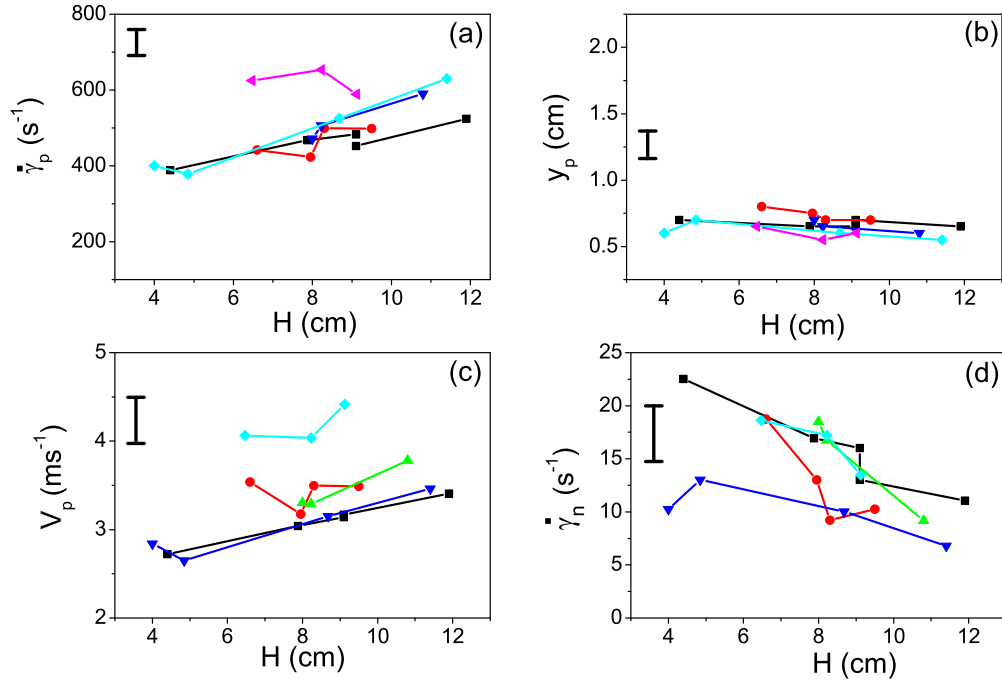 800
(a)
600
400
200
γ̇p (s⁻¹)
4 6 8 10 12
H (cm)
2.0
(b)
1.5
1.0
0.5
yp (cm)
4 6 8 10 12
H (cm)
5
(c)
4
3
2
Vp (ms⁻¹)
4 6 8 10 12
H (cm)
25
(d)
20
15
10
5
0
γ̇n (s⁻¹)
4 6 8 10 12
H (cm)